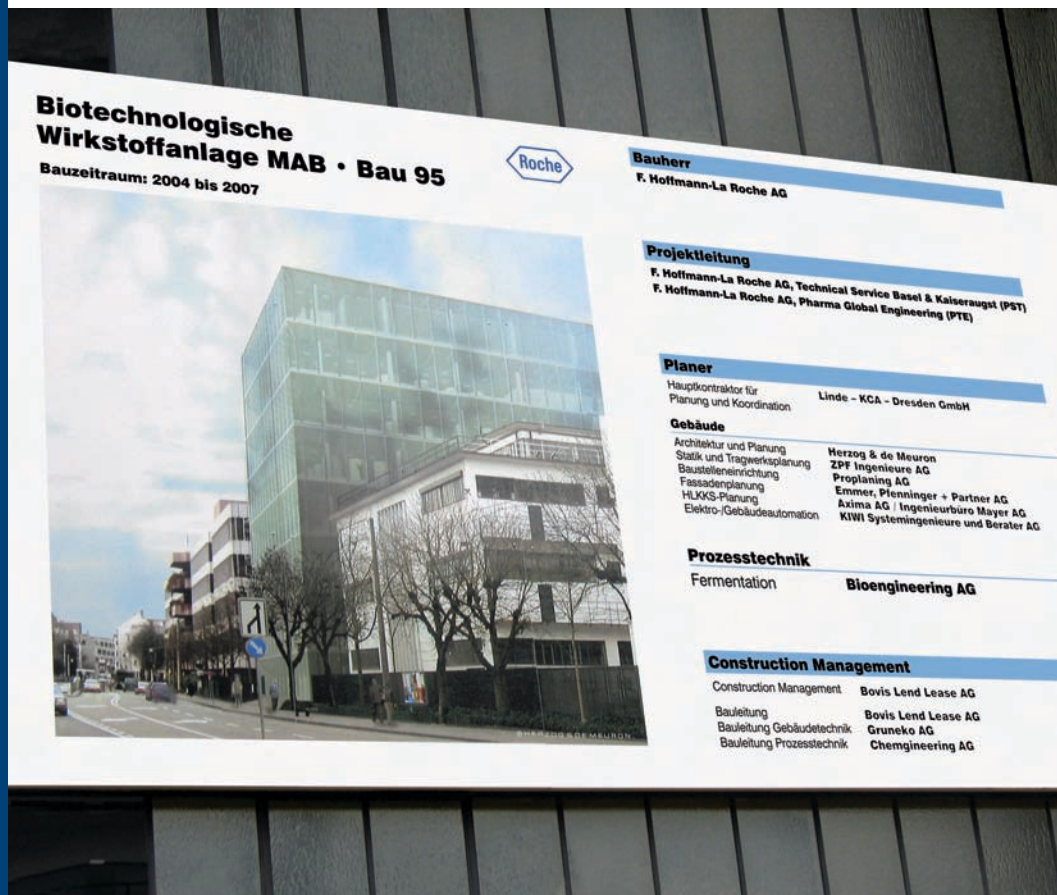 Biotechnologische
Wirkstoffanlage MAB • Bau 95
Bauzeitraum: 2004 bis 2007
Roche
© HERZOG & DE MEURON
Bauherr
F. Hoffmann-La Roche AG
Projektleitung
F. Hoffmann-La Roche AG, Technical Service Basel & Kaiseraugst (PST)
F. Hoffmann-La Roche AG, Pharma Global Engineering (PTE)
Planer
Hauptkontraktor für
Planung und Koordination Linde – KCA – Dresden GmbH
Gebäude
Architektur und Planung Herzog & de Meuron
Statik und Tragwerksplanung ZPF Ingenieure AG
Baustelleneinrichtung Proplaning AG
Fassadenplanung Emmer, Pfenninger + Partner AG
HLKKS-Planung Axima AG / Ingenieurbüro Mayer AG
Elektro-/Gebäudeautomation KIWI Systemingenieure und Berater AG
Prozesstechnik
Fermentation Bioengineering AG
Construction Management
Construction Management Bovis Lend Lease AG
Bauleitung Bovis Lend Lease AG
Bauleitung Gebäudetechnik Gruneko AG
Bauleitung Prozesstechnik Chemgineering AG